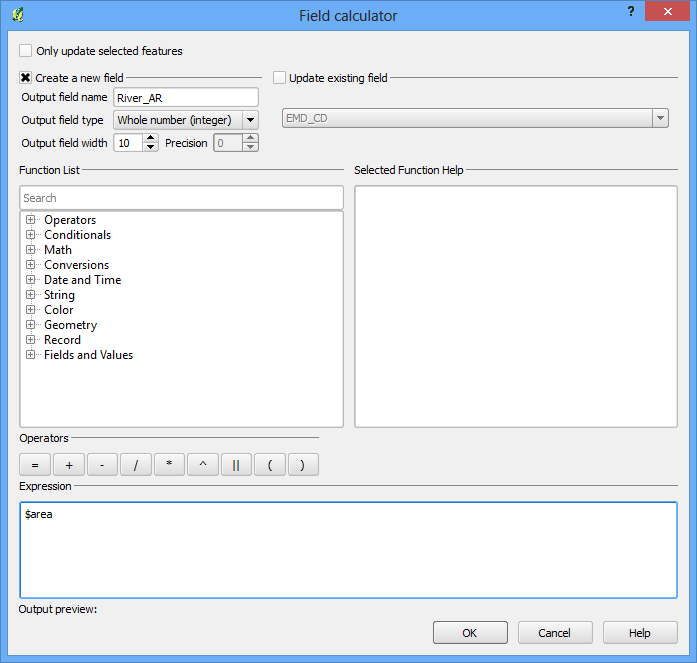 Field calculator
?
Only update selected features
Create a new field
Update existing field
Output field name River_AR
Output field type Whole number (integer)
EMD_CD
Output field width 10 Precision 0
Function List
Selected Function Help
Search
Operators
Conditionals
Math
Conversions
Date and Time
String
Color
Geometry
Record
Fields and Values
Operators
= + - / * ^ || ( )
Expression
$area
Output preview:
OK Cancel Help